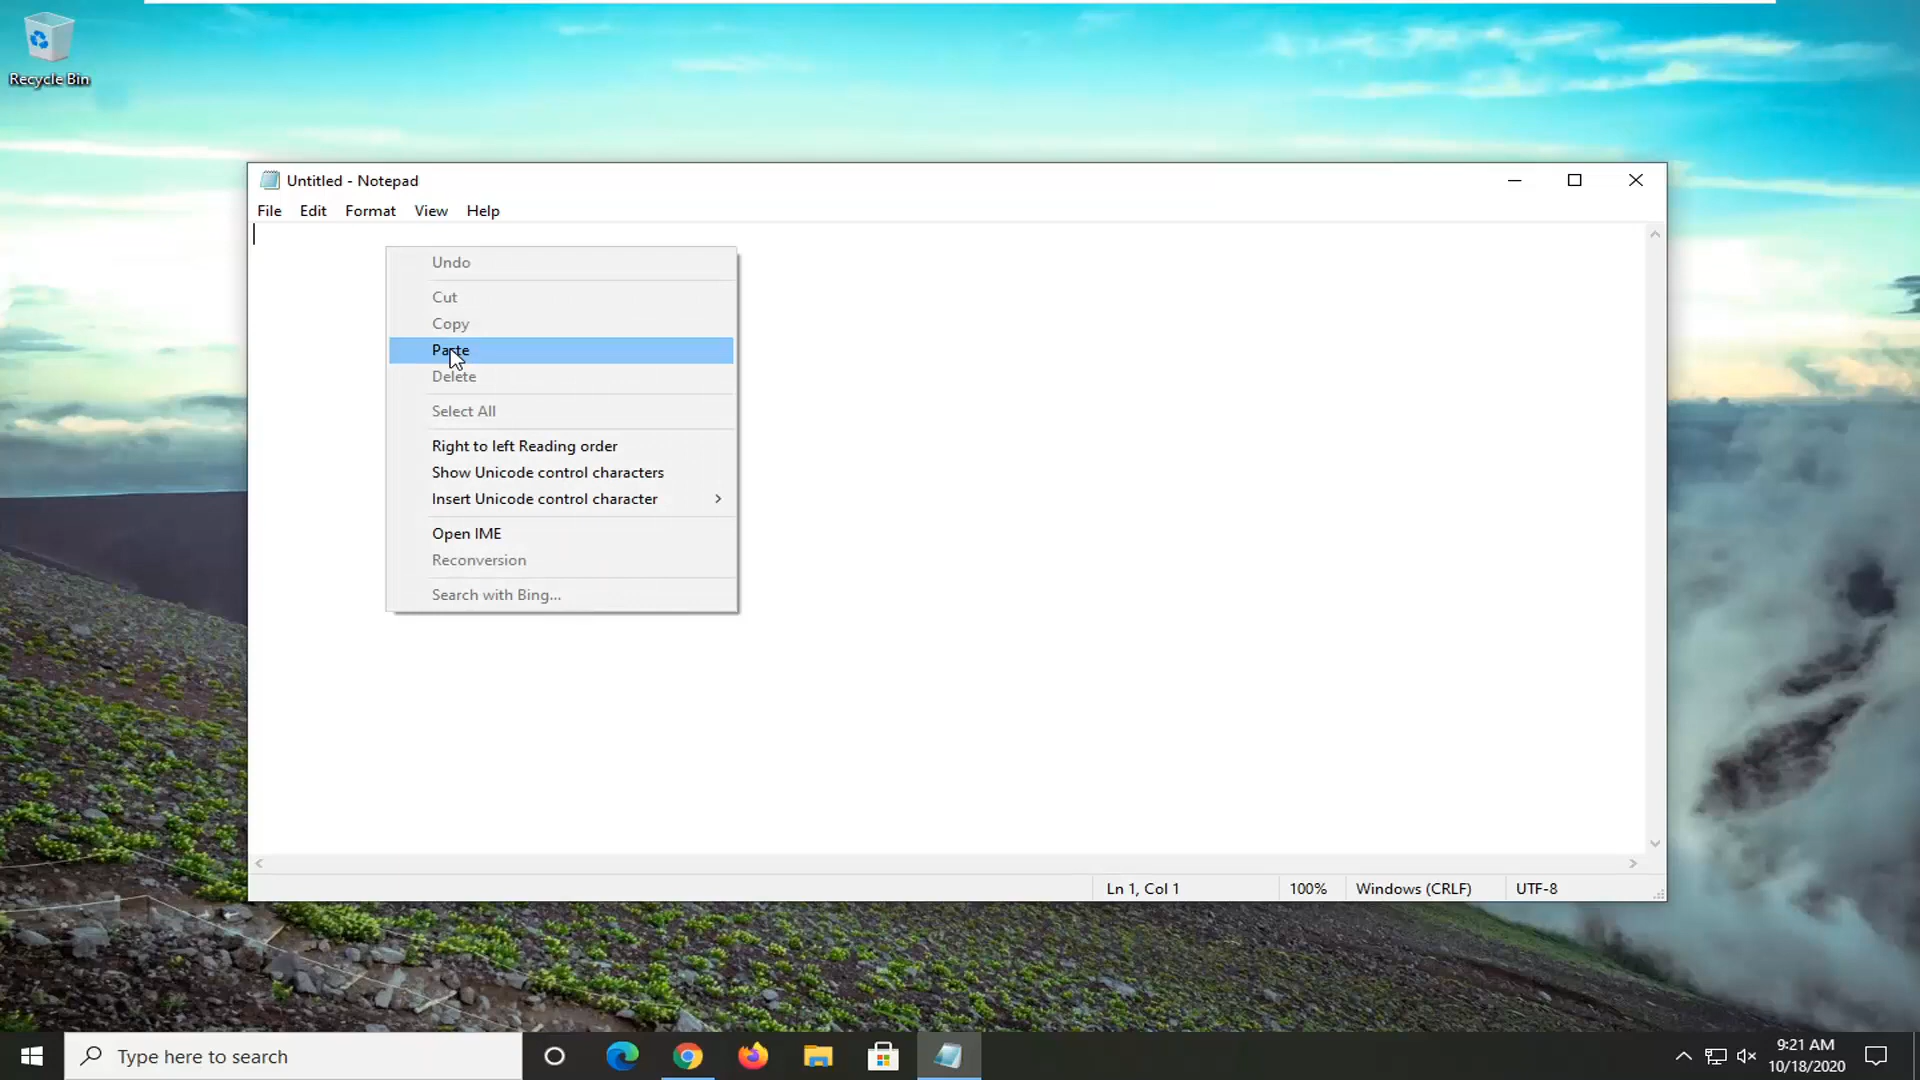 Recycle Bin
Untitled - Notepad
File Edit Format View Help
Undo
Cut
Copy
Paste
Delete
Select All
Right to left Reading order
Show Unicode control characters
Insert Unicode control character
Open IME
Reconversion
Search with Bing...
Ln 1, Col 1 100% Windows (CRLF) UTF-8
Type here to search
9:21 AM
10/18/2020